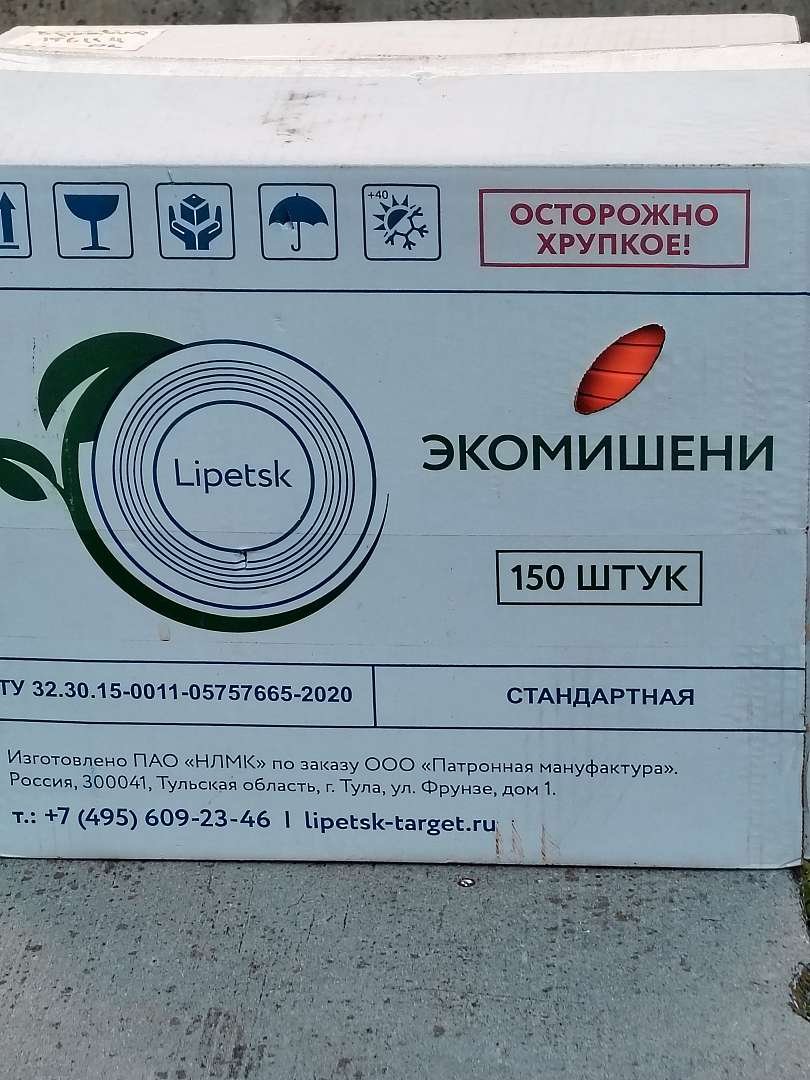 +40
ОСТОРОЖНО
ХРУПКОЕ!
Lipetsk
ЭКОМИШЕНИ
150 ШТУК
ТУ 32.30.15-0011-05757665-2020
СТАНДАРТНАЯ
Изготовлено ПАО «НЛМК» по заказу ООО «Патронная мануфактура».
Россия, 300041, Тульская область, г. Тула, ул. Фрунзе, дом 1.
т.: +7 (495) 609-23-46 | lipetsk-target.ru